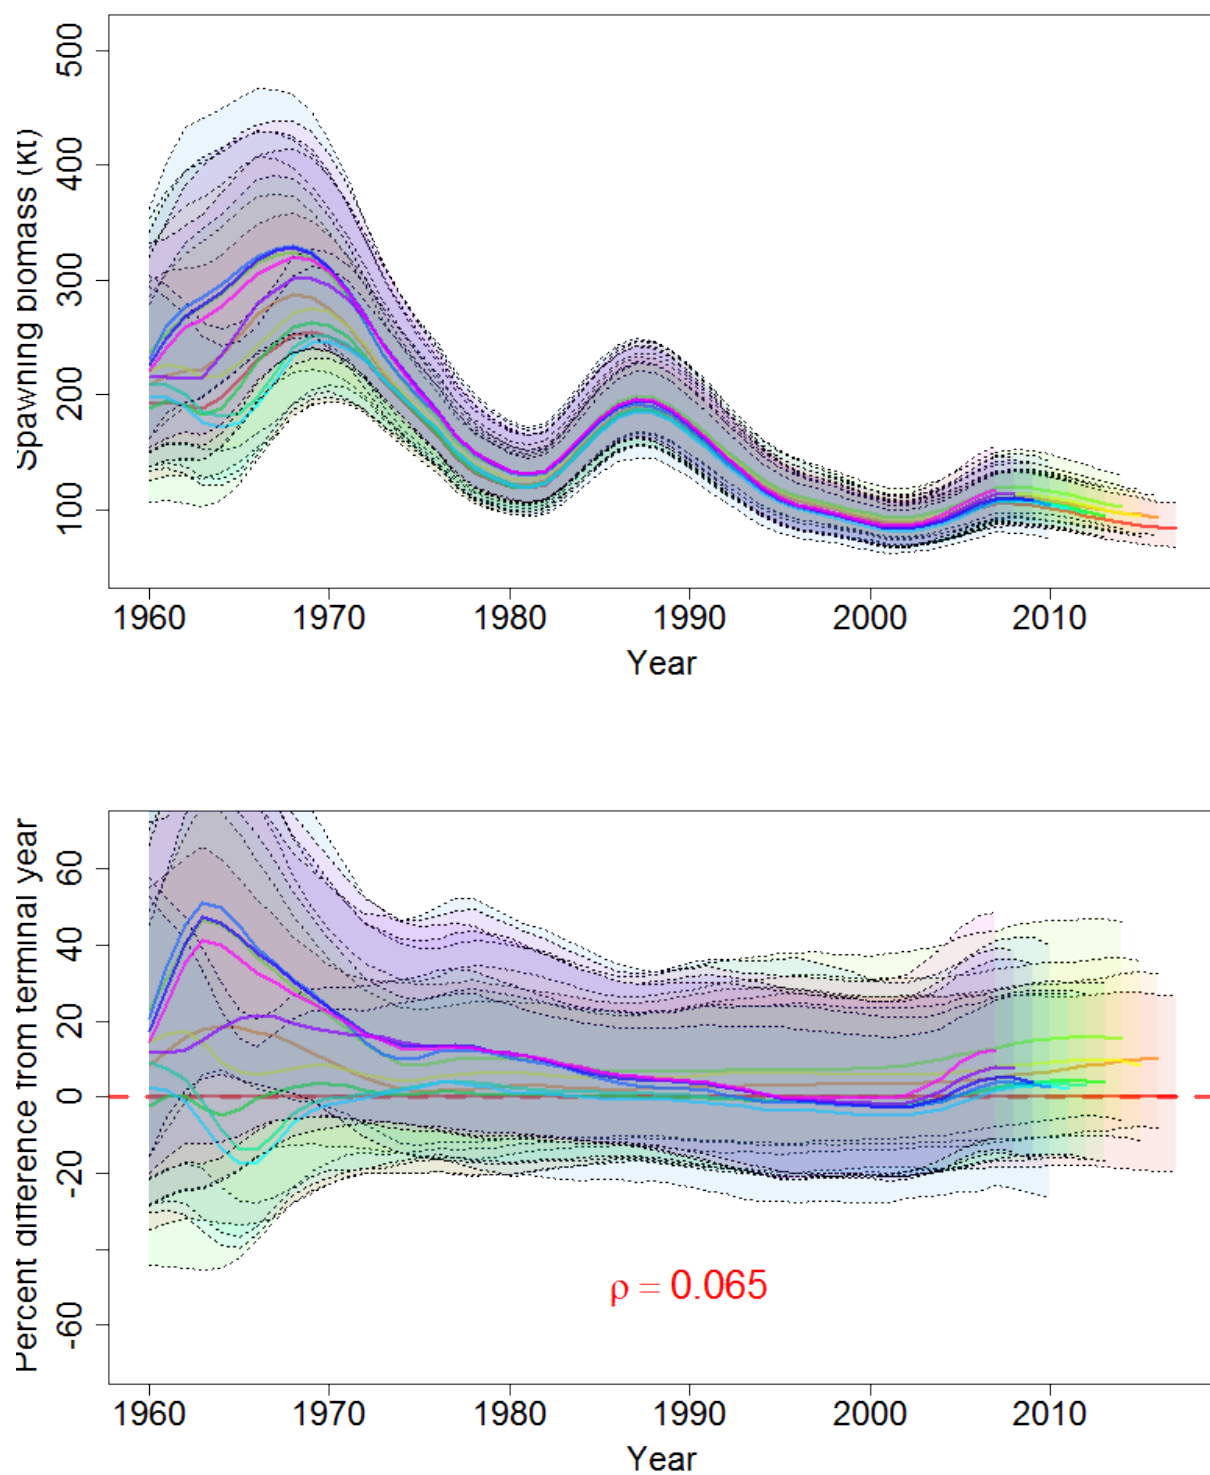 Spawning biomass (kt)
500
400
300
200
100
1960 1970 1980 1990 2000 2010
Year
Percent difference from terminal year
60
40
20
0
-20
-60
ρ = 0.065
1960 1970 1980 1990 2000 2010
Year